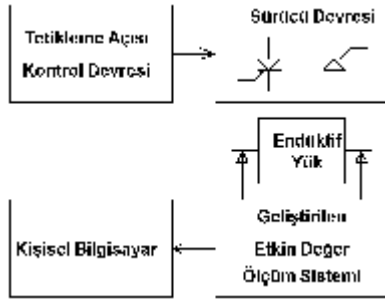 Tetikleme Açısı
Kontrol Devresi
Sürücü Devresi
Endüktif
Yük
Kişisel Bilgisayar
Geliştirilen
Etkin Değer
Ölçüm Sistemi